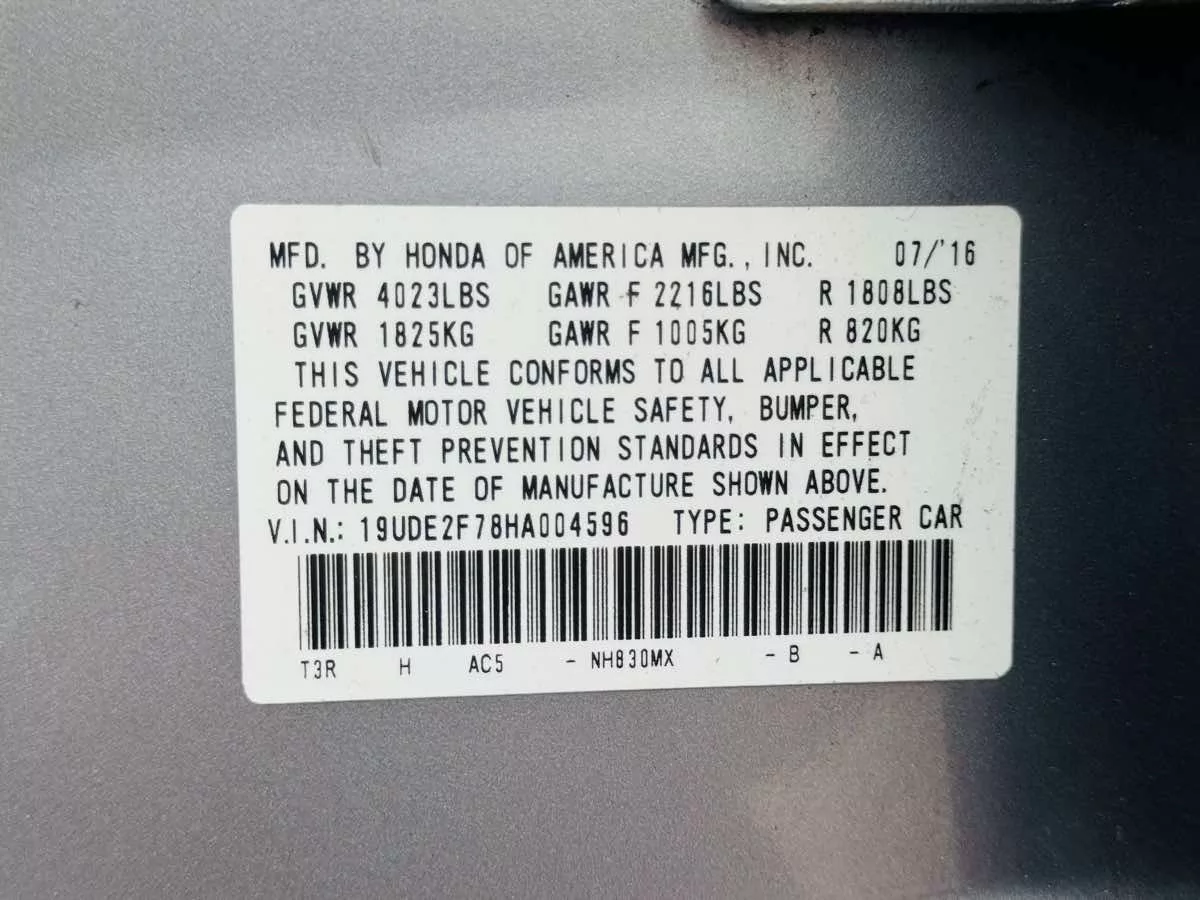 MFD. BY HONDA OF AMERICA MFG., INC. 07/'16
GVWR 4023LBS GAWR F 2216LBS R 1808LBS
GVWR 1825KG GAWR F 1005KG R 820KG
THIS VEHICLE CONFORMS TO ALL APPLICABLE
FEDERAL MOTOR VEHICLE SAFETY, BUMPER,
AND THEFT PREVENTION STANDARDS IN EFFECT
ON THE DATE OF MANUFACTURE SHOWN ABOVE.
V.I.N.: 19UDE2F78HA004596 TYPE: PASSENGER CAR
T3R H AC5 - NH830MX - B - A